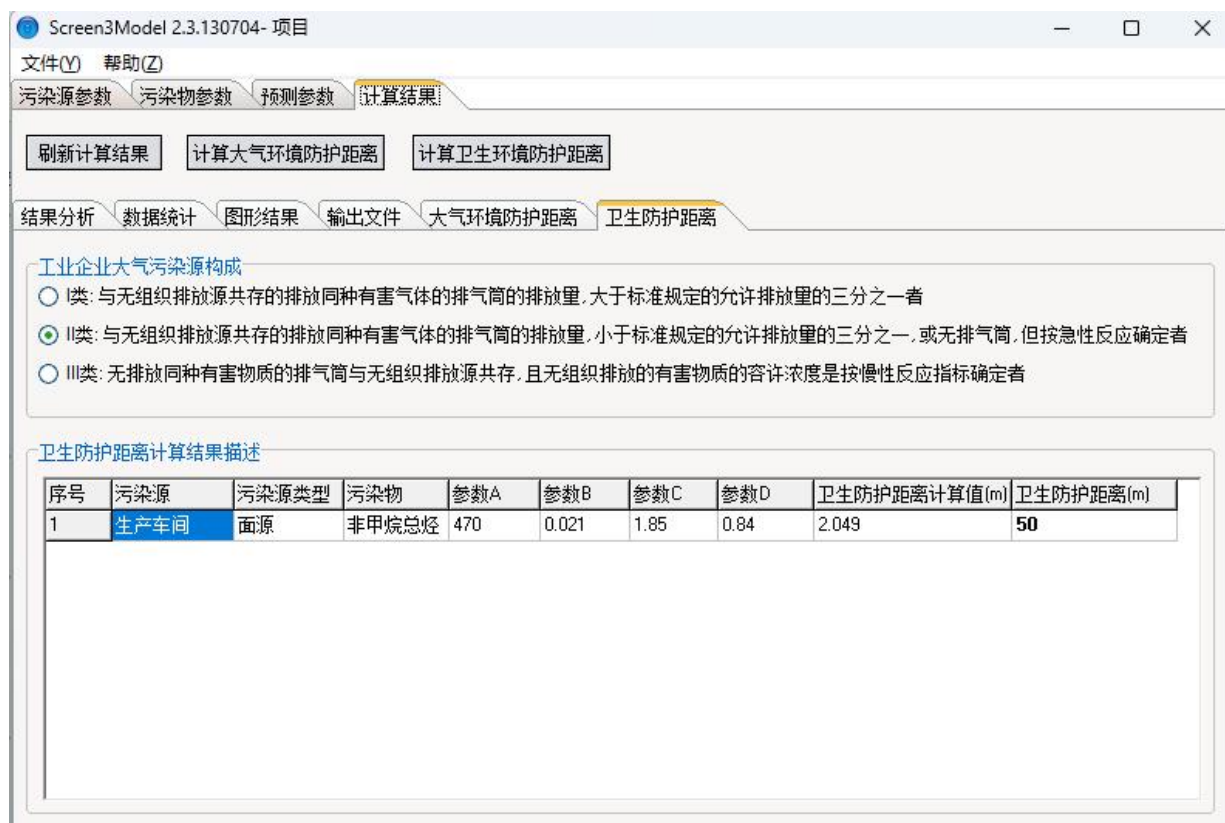 Screen3Model 2.3.130704- 项目
文件(Y) 帮助(Z)
污染源参数 污染物参数 预测参数 计算结果
刷新计算结果 计算大气环境防护距离 计算卫生环境防护距离
结果分析 数据统计 图形结果 输出文件 大气环境防护距离 卫生防护距离
工业企业大气污染源构成
I类: 与无组织排放源共存的排放同种有害气体的排气筒的排放量,大于标准规定的允许排放量的三分之一者
II类: 与无组织排放源共存的排放同种有害气体的排气筒的排放量,小于标准规定的允许排放量的三分之一,或无排气筒,但按急性反应确定者
III类: 无排放同种有害物质的排气筒与无组织排放源共存,且无组织排放的有害物质的容许浓度是按慢性反应指标确定者
卫生防护距离计算结果描述
序号 污染源 污染源类型 污染物 参数A 参数B 参数C 参数D 卫生防护距离计算值(m) 卫生防护距离(m)
1 生产车间 面源 非甲烷总烃 470 0.021 1.85 0.84 2.049 50